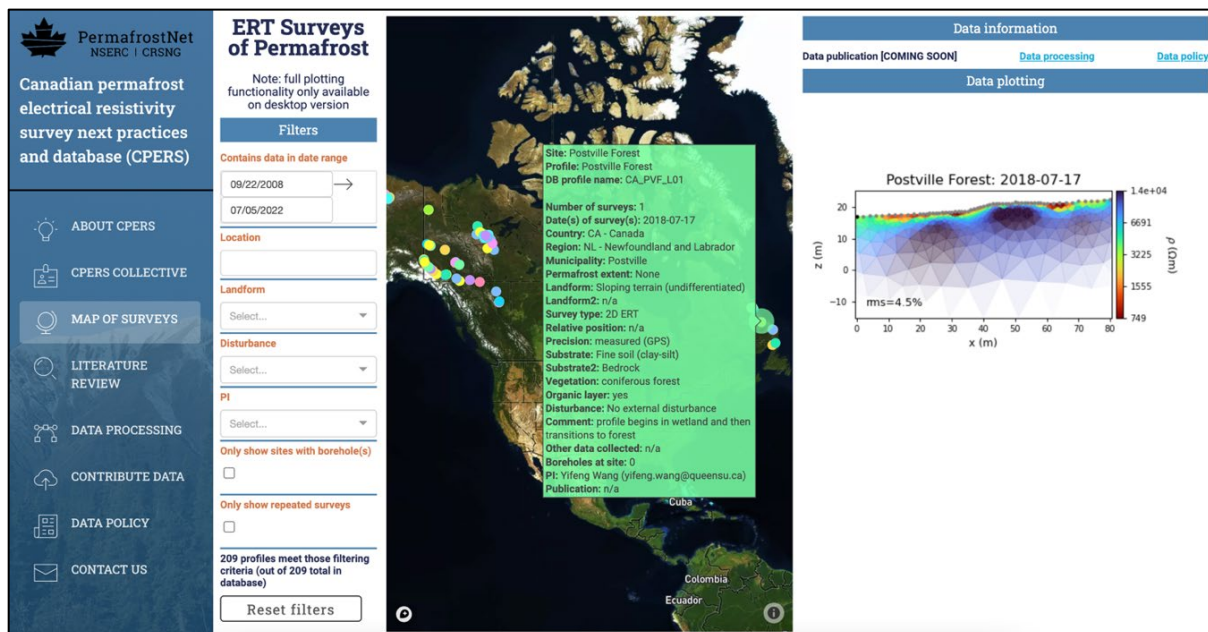 PermafrostNet
NSERC | CRSNG
Canadian permafrost
electrical resistivity
survey next practices
and database (CPERS)
ABOUT CPERS
CPERS COLLECTIVE
MAP OF SURVEYS
LITERATURE
REVIEW
DATA PROCESSING
CONTRIBUTE DATA
DATA POLICY
CONTACT US
ERT Surveys
of Permafrost
Note: full plotting
functionality only available
on desktop version
Filters
Contains data in date range
09/22/2008
07/05/2022
Location
Landform
Select...
Disturbance
Select...
PI
Select...
Only show sites with borehole(s)
Only show repeated surveys
209 profiles meet those filtering
criteria (out of 209 total in
database)
Reset filters
Site: Postville Forest
Profile: Postville Forest
DB profile name: CA_PVF_L01
Number of surveys: 1
Date(s) of survey(s): 2018-07-17
Country: CA - Canada
Region: NL - Newfoundland and Labrador
Municipality: Postville
Permafrost extent: None
Landform: Sloping terrain (undifferentiated)
Landform2: n/a
Survey type: 2D ERT
Relative position: n/a
Precision: measured (GPS)
Substrate: Fine soil (clay-silt)
Substrate2: Bedrock
Vegetation: coniferous forest
Organic layer: yes
Disturbance: No external disturbance
Comment: profile begins in wetland and then
transitions to forest
Other data collected: n/a
Boreholes at site: 0
PI: Yifeng Wang (yifeng.wang@queensu.ca)
Publication: n/a
Cuba
Colombia
Ecuador
Data information
Data publication [COMING SOON] Data processing Data policy
Data plotting
Postville Forest: 2018-07-17
z (m)
20
10
0
−10
rms=4.5%
0 10 20 30 40 50 60 70 80
x (m)
1.4e+04
6691
3225
1555
749
ρ (Ωm)